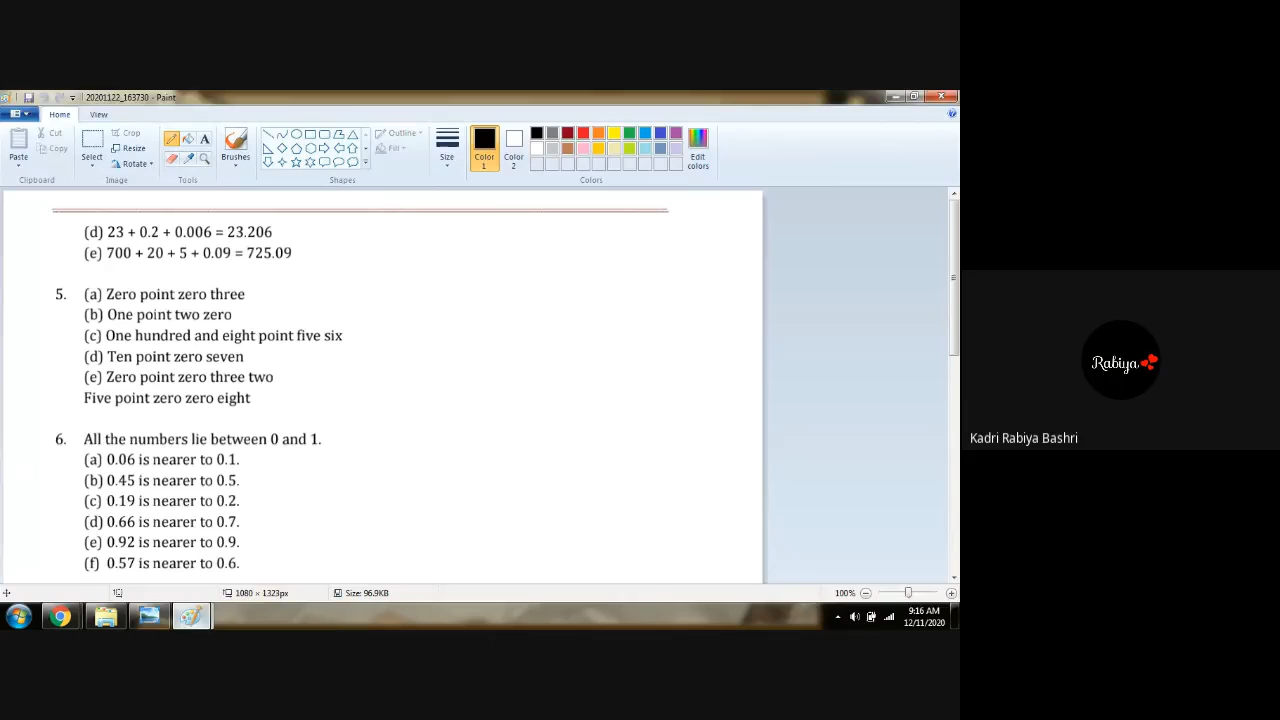 20201122_163730 - Paint
Home
View
Cut
Copy
Paste
Clipboard
Crop
Resize
Rotate
Select
Image
Tools
Brushes
Outline
Fill
Shapes
Size
Color 1
Color 2
Edit colors
Colors
(d) 23 + 0.2 + 0.006 = 23.206
(e) 700 + 20 + 5 + 0.09 = 725.09
5. (a) Zero point zero three
(b) One point two zero
(c) One hundred and eight point five six
(d) Ten point zero seven
(e) Zero point zero three two
Five point zero zero eight
6. All the numbers lie between 0 and 1.
(a) 0.06 is nearer to 0.1.
(b) 0.45 is nearer to 0.5.
(c) 0.19 is nearer to 0.2.
(d) 0.66 is nearer to 0.7.
(e) 0.92 is nearer to 0.9.
(f) 0.57 is nearer to 0.6.
1080 × 1323px
Size: 96.9KB
100%
9:16 AM
12/11/2020
Rabiya
Kadri Rabiya Bashri